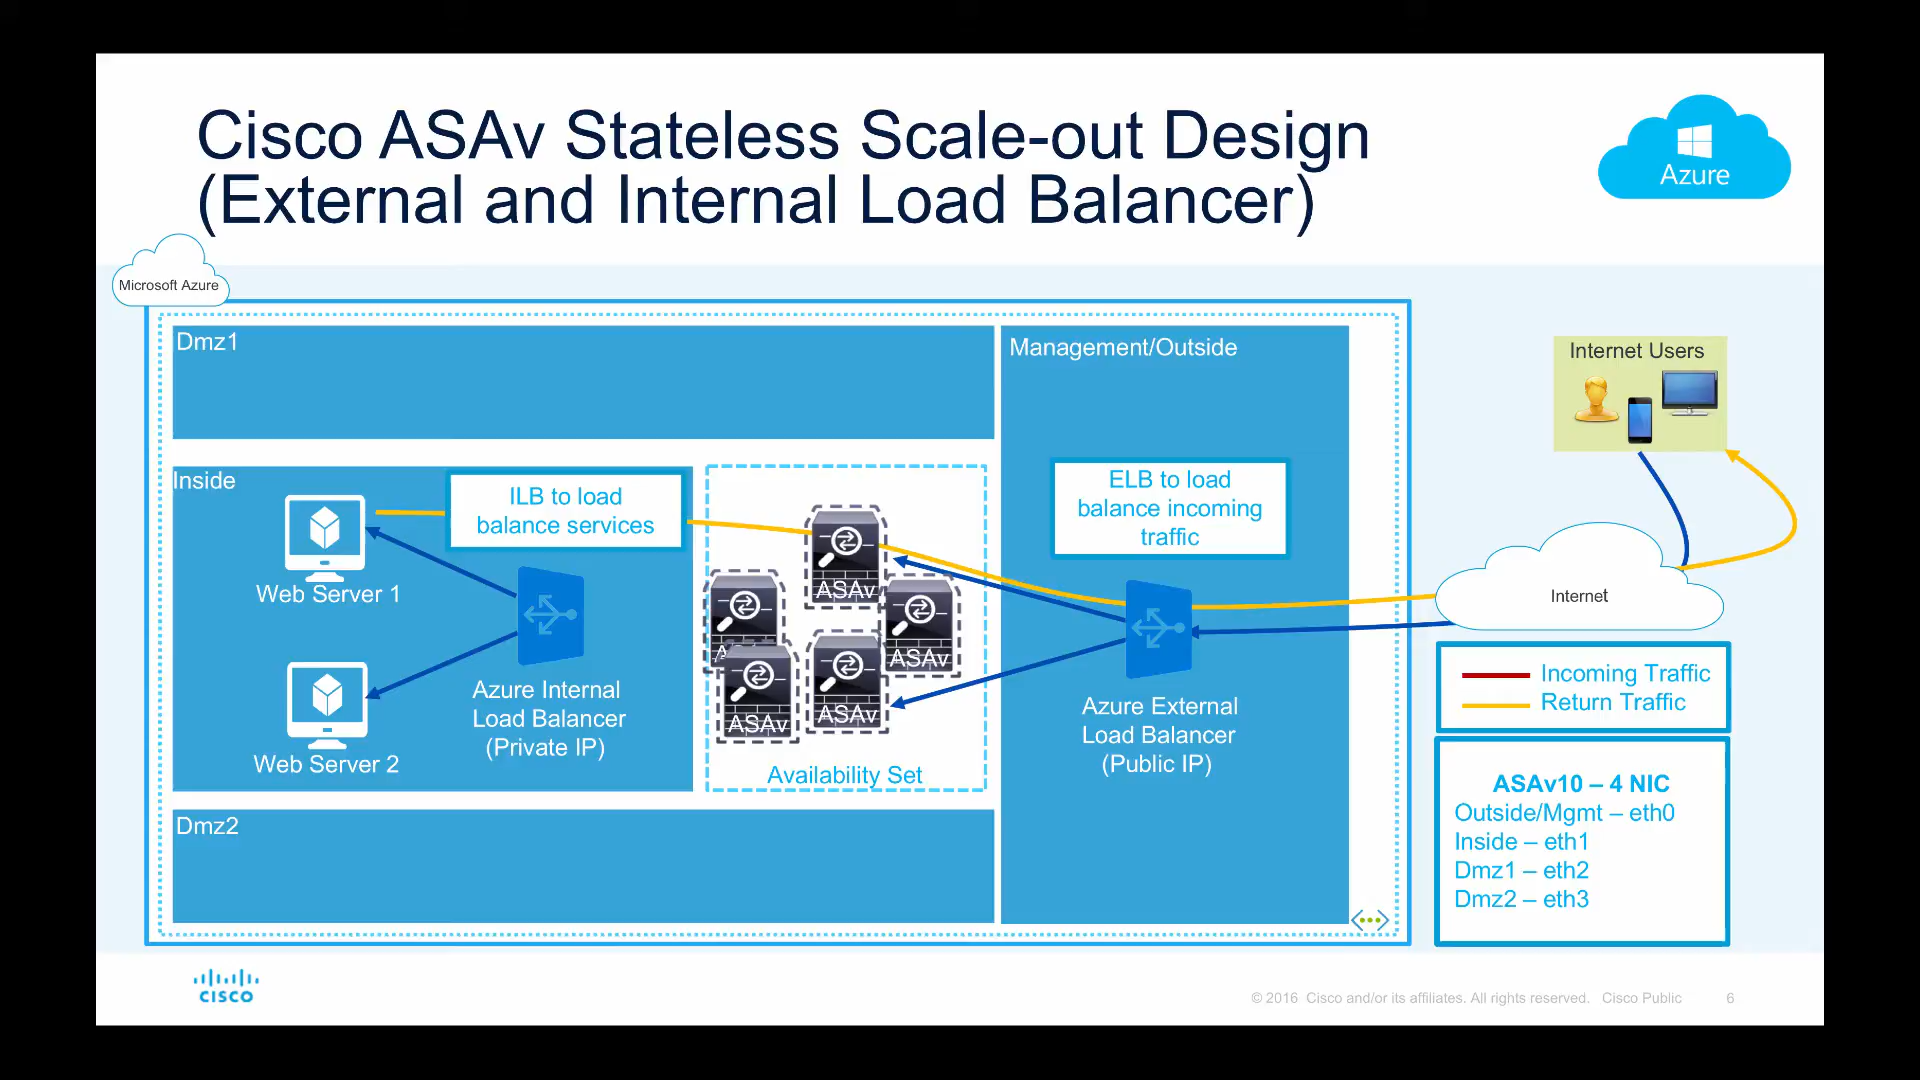 Cisco ASAv Stateless Scale-out Design
(External and Internal Load Balancer)
Azure
Microsoft Azure
Dmz1
Management/Outside
Internet Users
Inside
ILB to load
balance services
ELB to load
balance incoming
traffic
Web Server 1
ASAv
ASAv
ASAv
ASAv
Internet
Azure Internal
Load Balancer
(Private IP)
Web Server 2
Availability Set
Azure External
Load Balancer
(Public IP)
Incoming Traffic
Return Traffic
Dmz2
ASAv10 – 4 NIC
Outside/Mgmt – eth0
Inside – eth1
Dmz1 – eth2
Dmz2 – eth3
CISCO
© 2016 Cisco and/or its affiliates. All rights reserved. Cisco Public 6